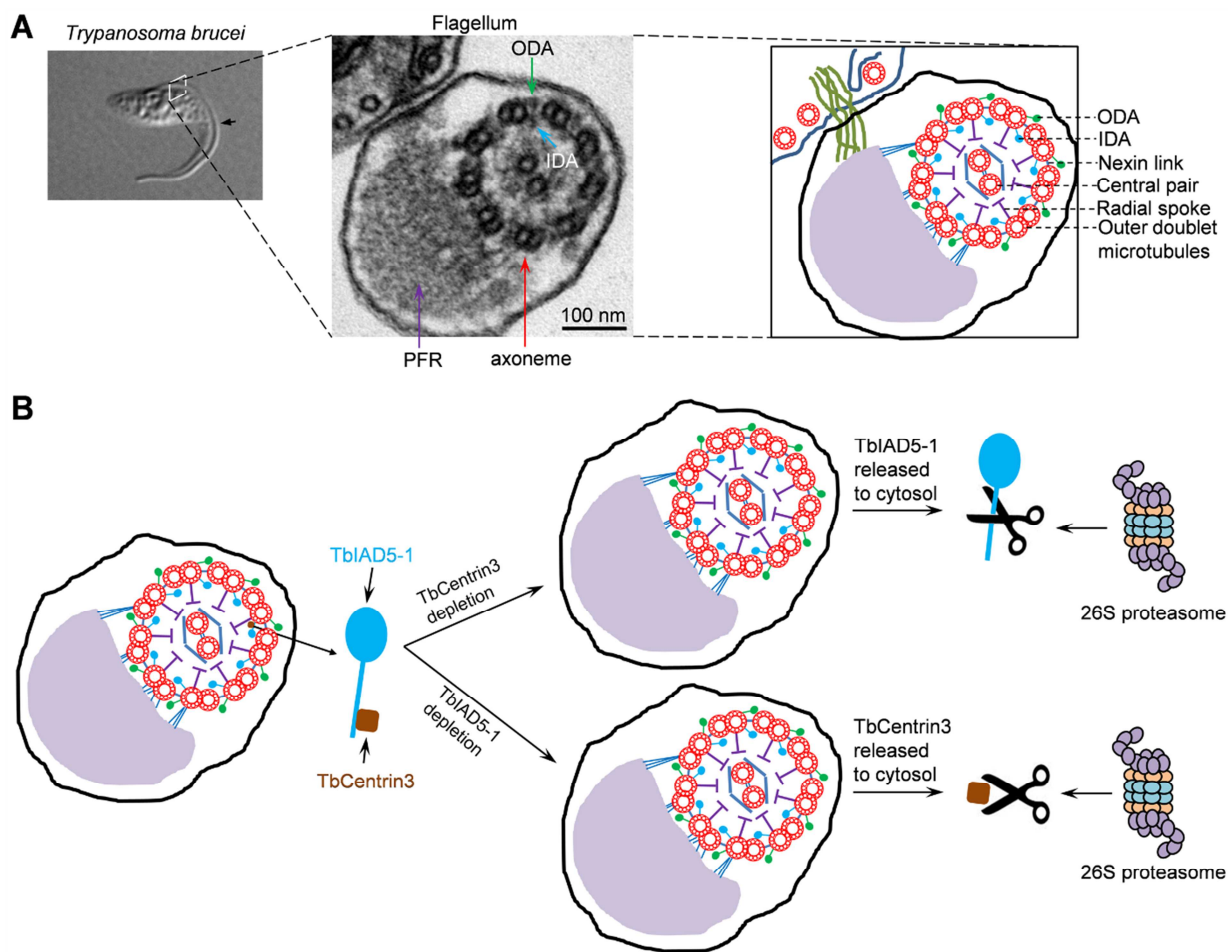 A
Trypanosoma brucei
Flagellum
ODA
IDA
100 nm
PFR
axoneme
ODA
IDA
Nexin link
Central pair
Radial spoke
Outer doublet
microtubules
B
TbIAD5-1
TbCentrin3
TbCentrin3
depletion
TbIAD5-1
depletion
TbIAD5-1
released
to cytosol
26S proteasome
TbCentrin3
released
to cytosol
26S proteasome